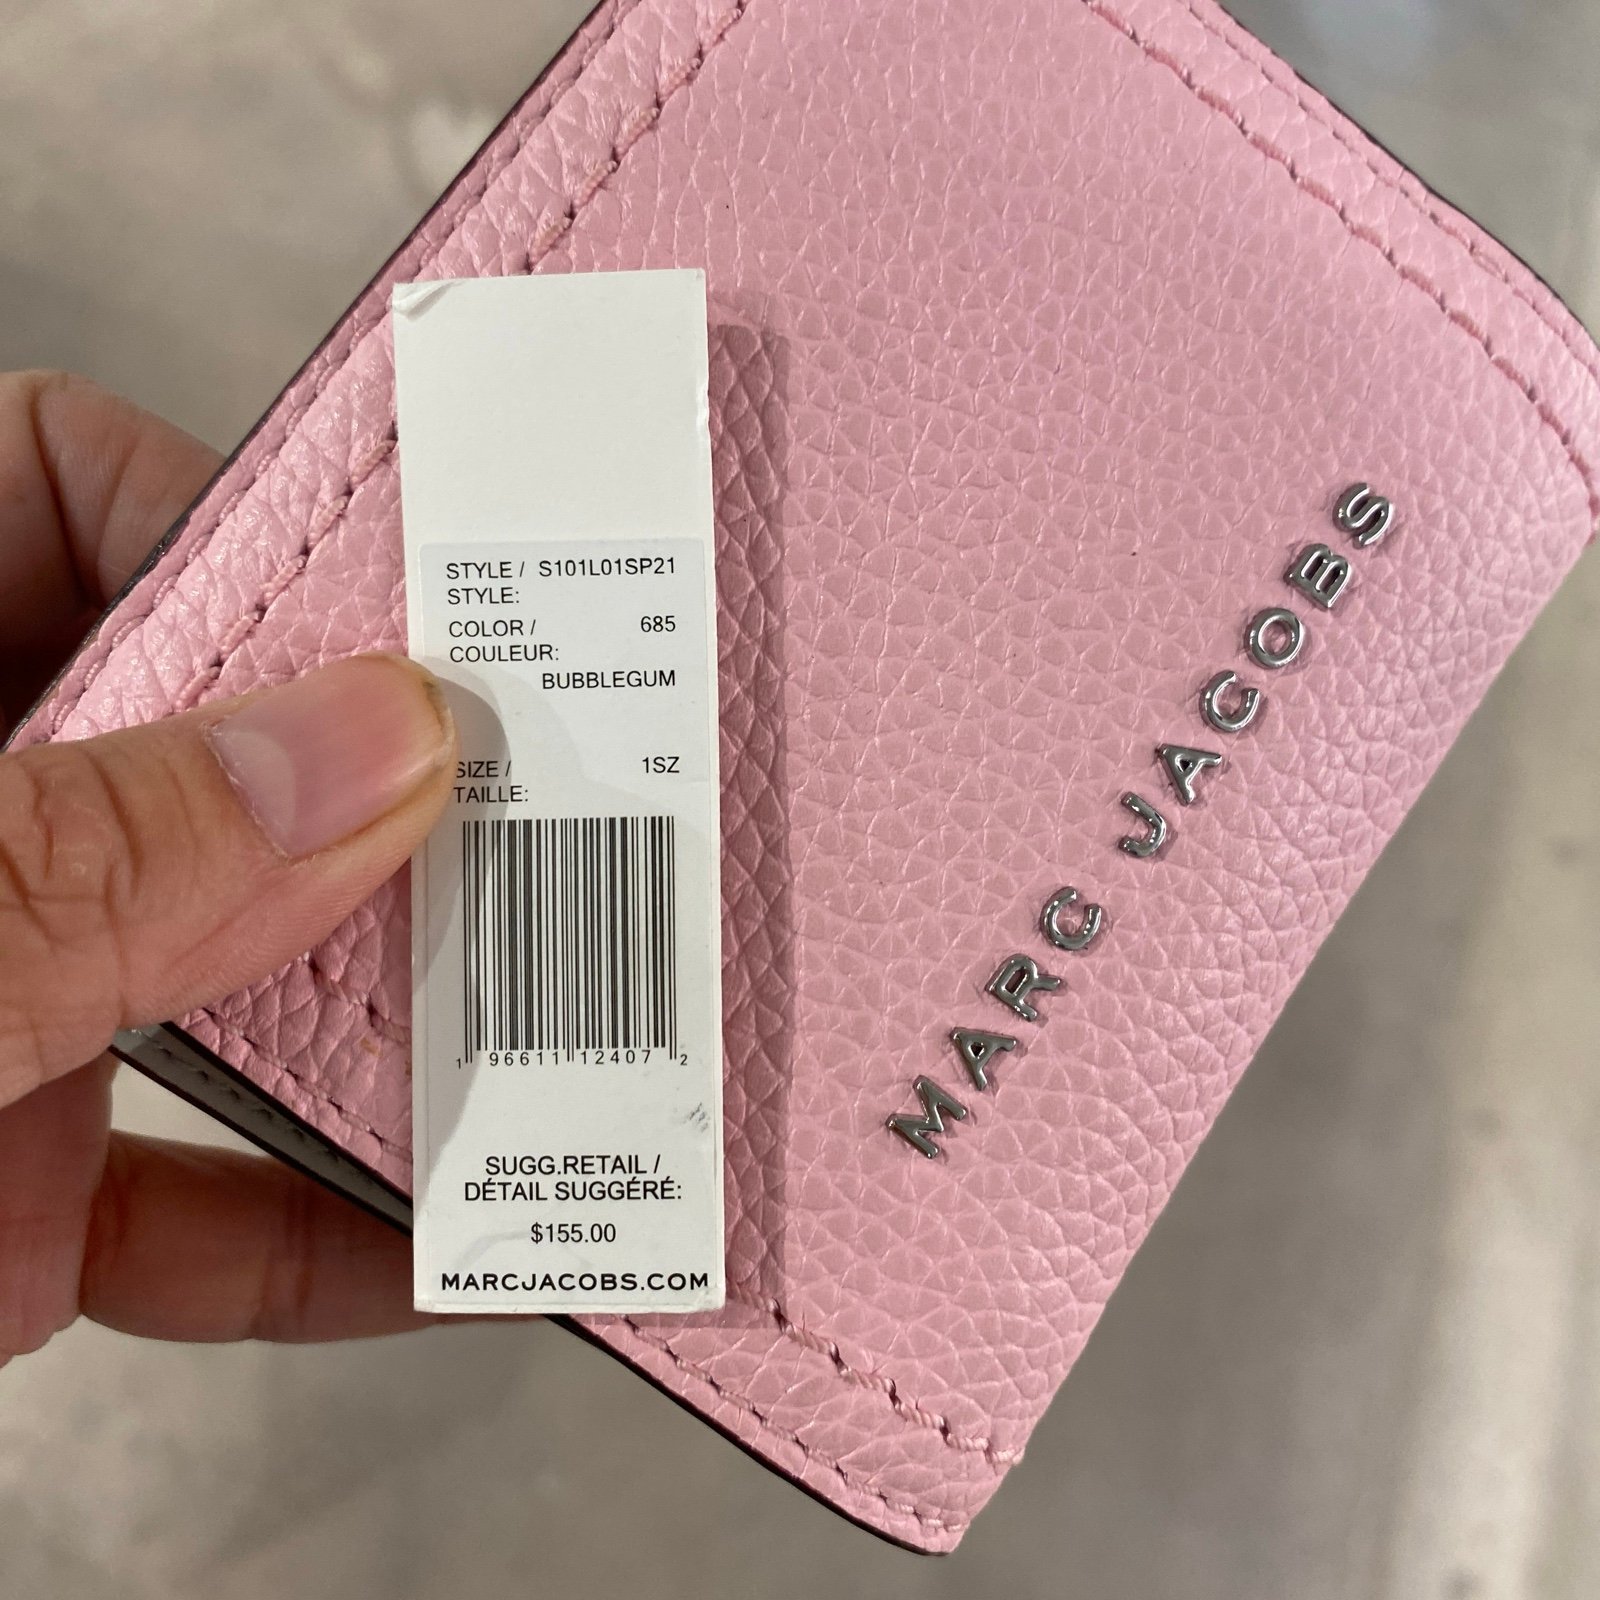 STYLE / S101L01SP21
STYLE:
COLOR / 685
COULEUR:
BUBBLEGUM
SIZE / 1SZ
TAILLE:
1 96611 12407 2
SUGG.RETAIL /
DÉTAIL SUGGÉRÉ:
$155.00
MARCJACOBS.COM
MARC JACOBS